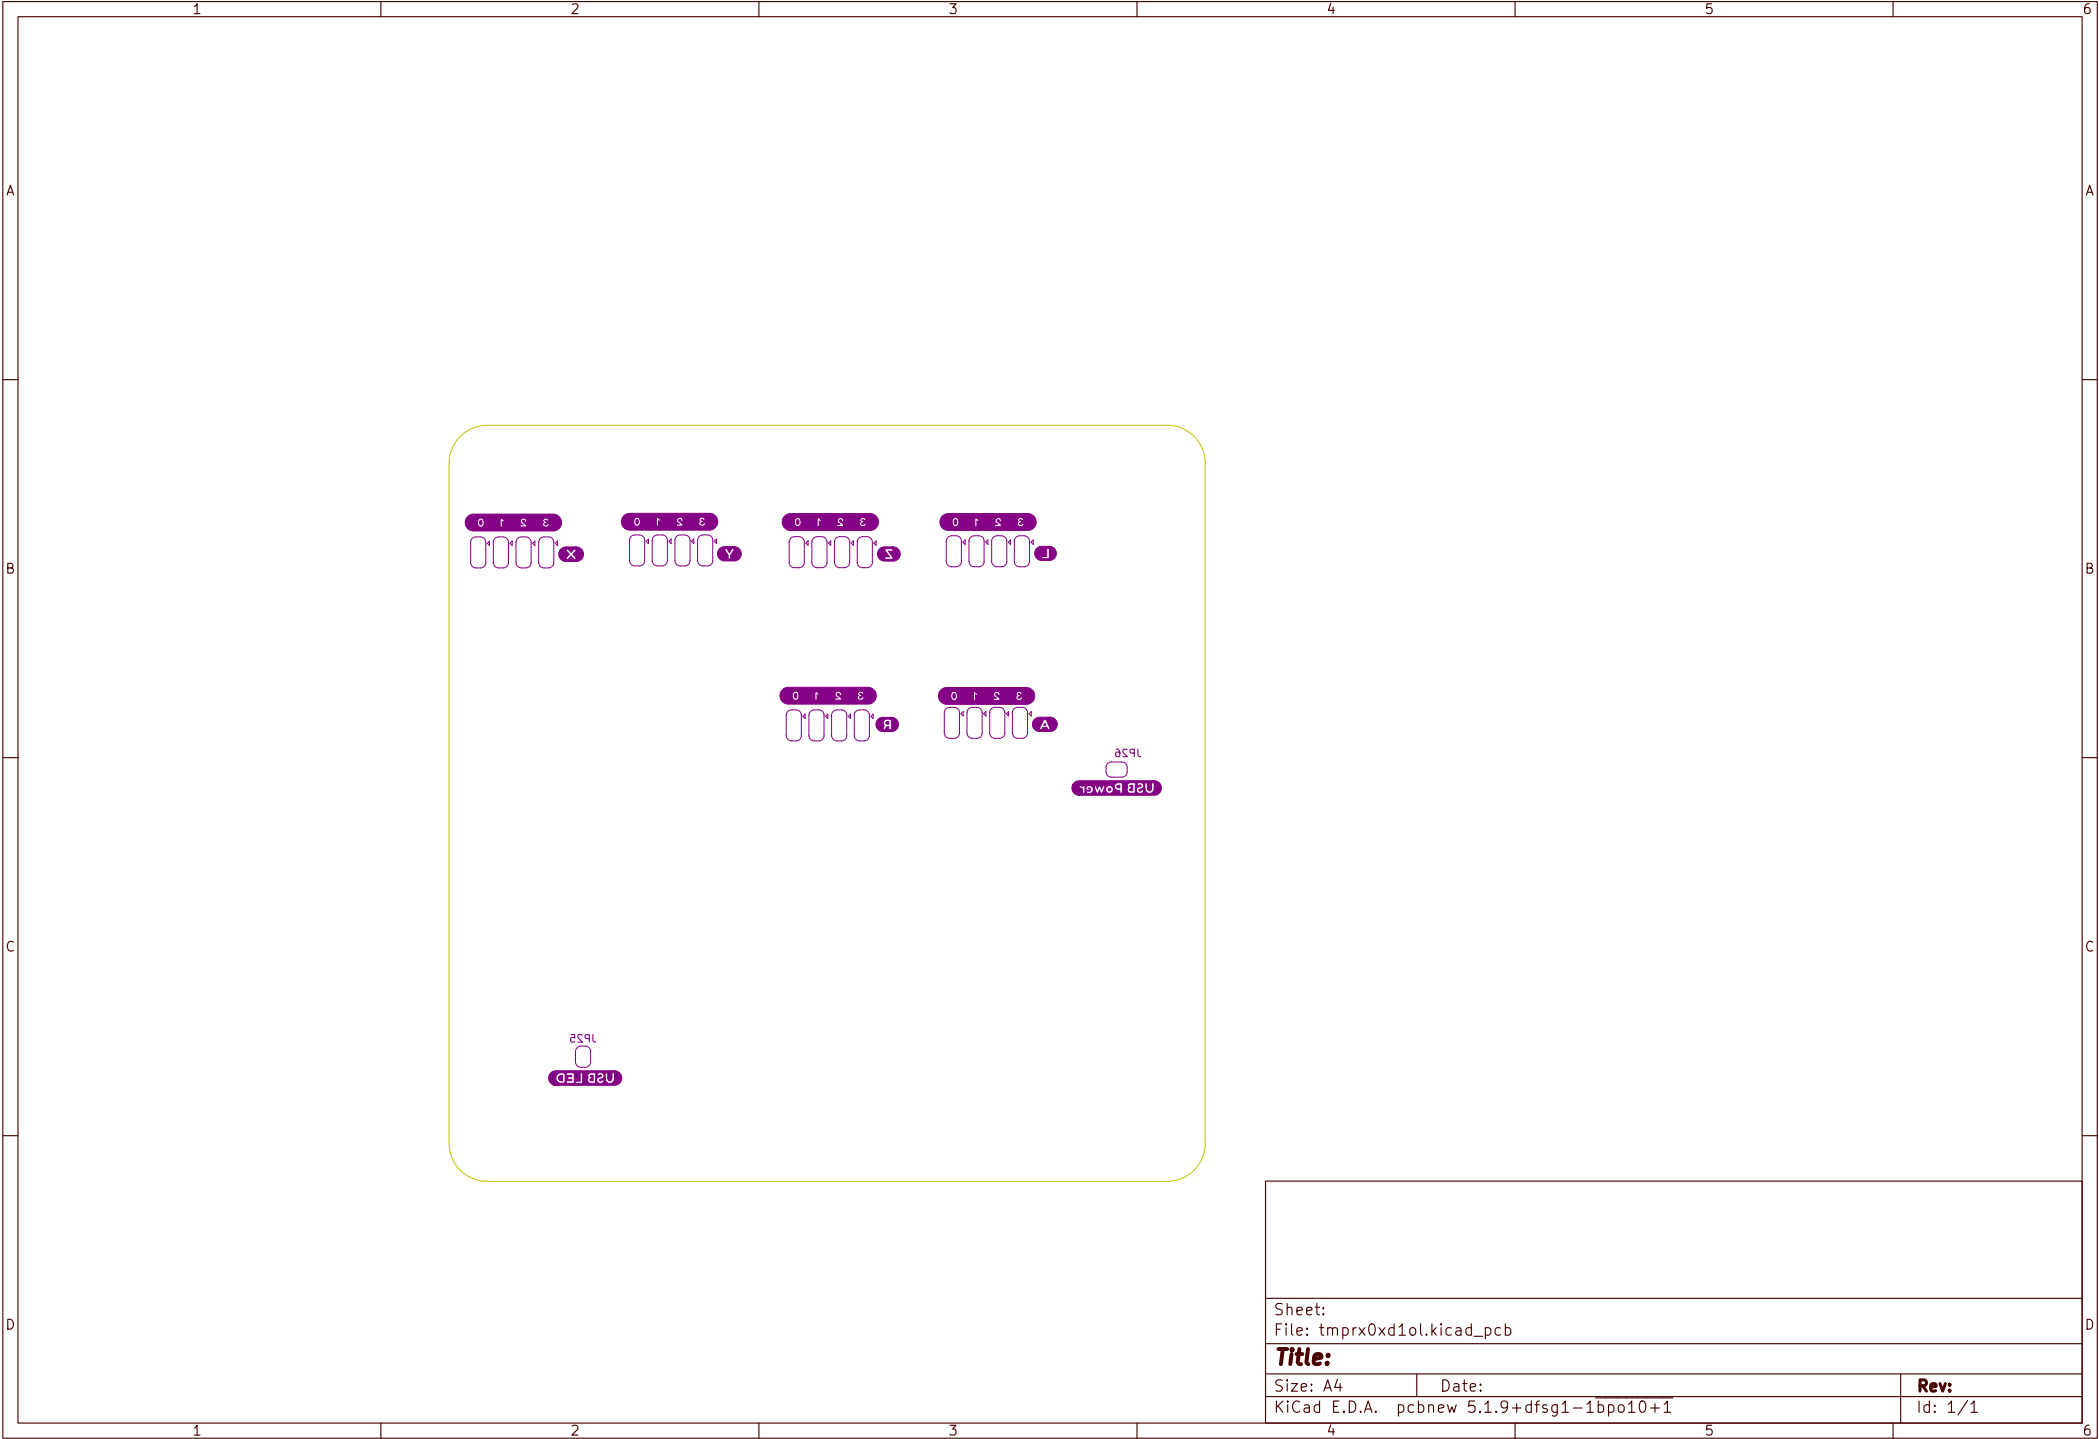 1 2 3 4 5 6
A A
0 1 2 3 0 1 2 3 0 1 2 3 0 1 2 3
X Y Z L
B B
0 1 2 3 0 1 2 3
R A
JP26
USB Power
C C
JP25
USB LED
Sheet:
File: tmprx0xd1ol.kicad_pcb
D D
Title:
Size: A4 Date: Rev:
KiCad E.D.A. pcbnew 5.1.9+dfsg1-1bpo10+1 Id: 1/1
1 2 3 4 5 6